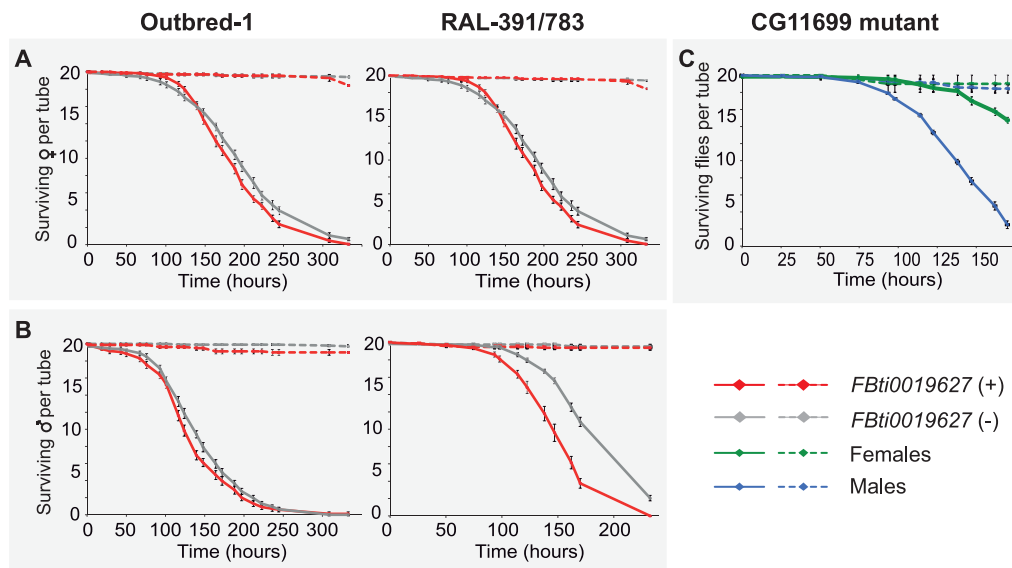 Outbred-1
RAL-391/783
CG11699 mutant
A
Surviving ♀ per tube
20
15
10
5
0
0 50 100 150 200 250 300
Time (hours)
20
15
10
5
0
0 50 100 150 200 250 300
Time (hours)
C
Surviving flies per tube
20
15
10
5
0
0 25 50 75 100 125 150
Time (hours)
B
Surviving ♂ per tube
20
15
10
5
0
0 50 100 150 200 250 300
Time (hours)
20
15
10
5
0
0 50 100 150 200
Time (hours)
FBti0019627 (+)
FBti0019627 (-)
Females
Males